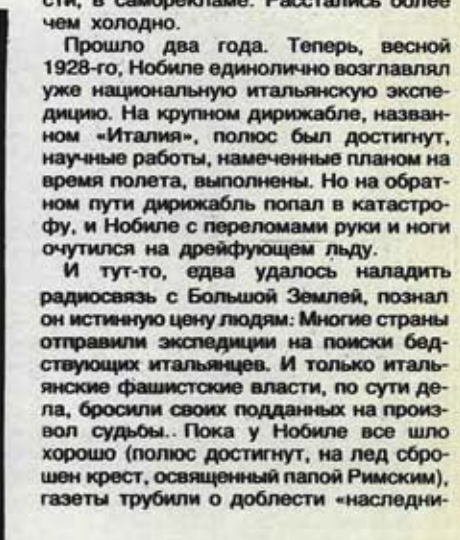 сти, в саморекламе. Расстались более
чем холодно.
Прошло два года. Теперь, весной
1928-го, Нобиле единолично возглавлял
уже национальную итальянскую экспе-
дицию. На крупном дирижабле, назван-
ном «Италия», полюс был достигнут,
научные работы, намеченные планом на
время полета, выполнены. Но на обрат-
ном пути дирижабль попал в катастро-
фу, и Нобиле с переломами руки и ноги
очутился на дрейфующем льду.
И тут-то, едва удалось наладить
радиосвязь с Большой Землей, познал
он истинную цену людям: Многие страны
отправили экспедиции на поиски бед-
ствующих итальянцев. И только италь-
янские фашистские власти, по сути де-
ла, бросили своих подданных на произ-
вол судьбы.. Пока у Нобиле все шло
хорошо (полюс достигнут, на лед сбро-
шен крест, освященный папой Римским),
газеты трубили о доблести «наследни-